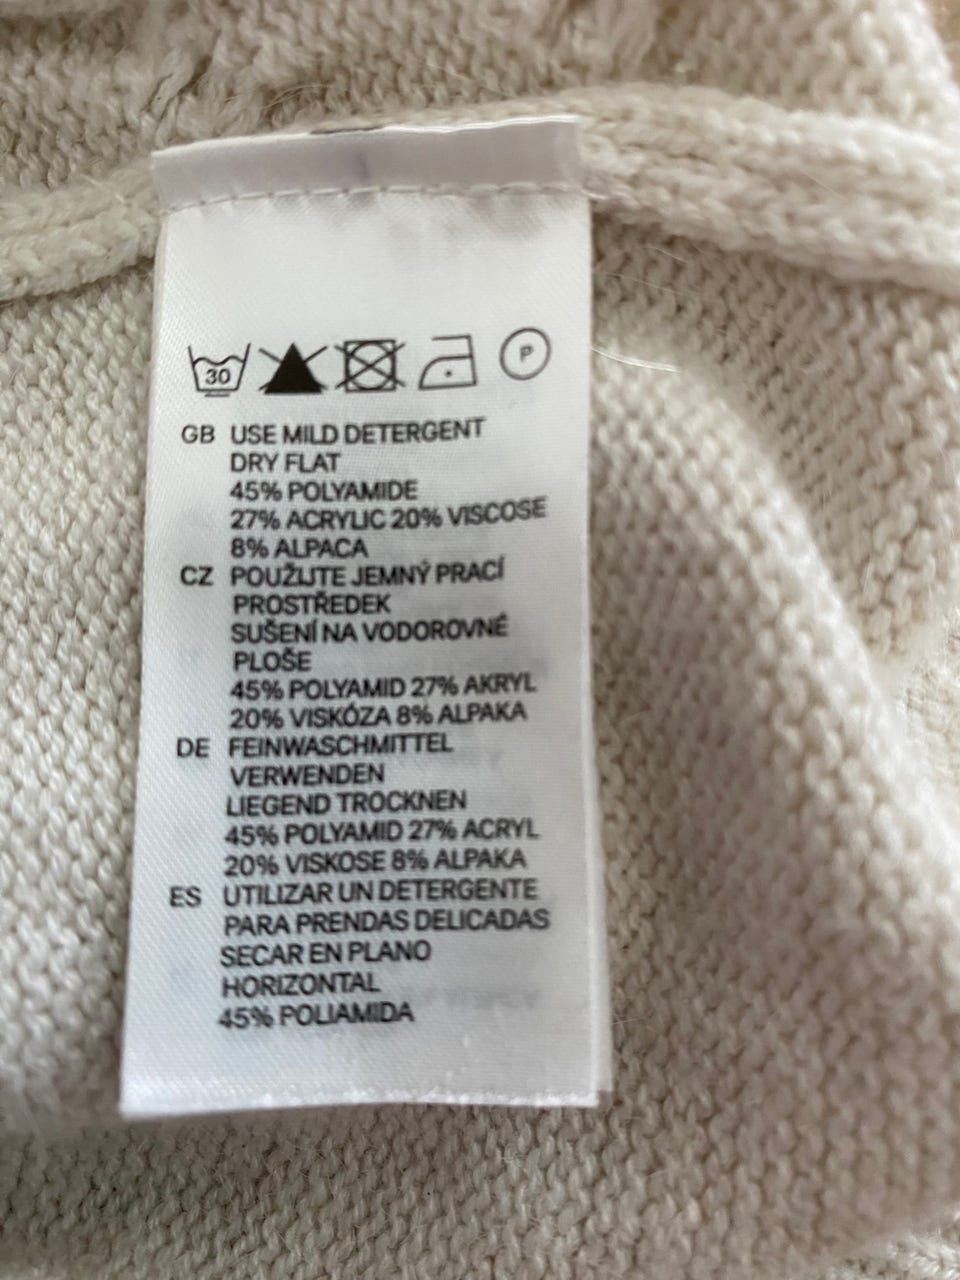 30 P
GB USE MILD DETERGENT
DRY FLAT
45% POLYAMIDE
27% ACRYLIC 20% VISCOSE
8% ALPACA
CZ POUŽIJTE JEMNÝ PRACÍ
PROSTŘEDEK
SUŠENÍ NA VODOROVNÉ
PLOŠE
45% POLYAMID 27% AKRYL
20% VISKÓZA 8% ALPAKA
DE FEINWASCHMITTEL
VERWENDEN
LIEGEND TROCKNEN
45% POLYAMID 27% ACRYL
20% VISKOSE 8% ALPAKA
ES UTILIZAR UN DETERGENTE
PARA PRENDAS DELICADAS
SECAR EN PLANO
HORIZONTAL
45% POLIAMIDA